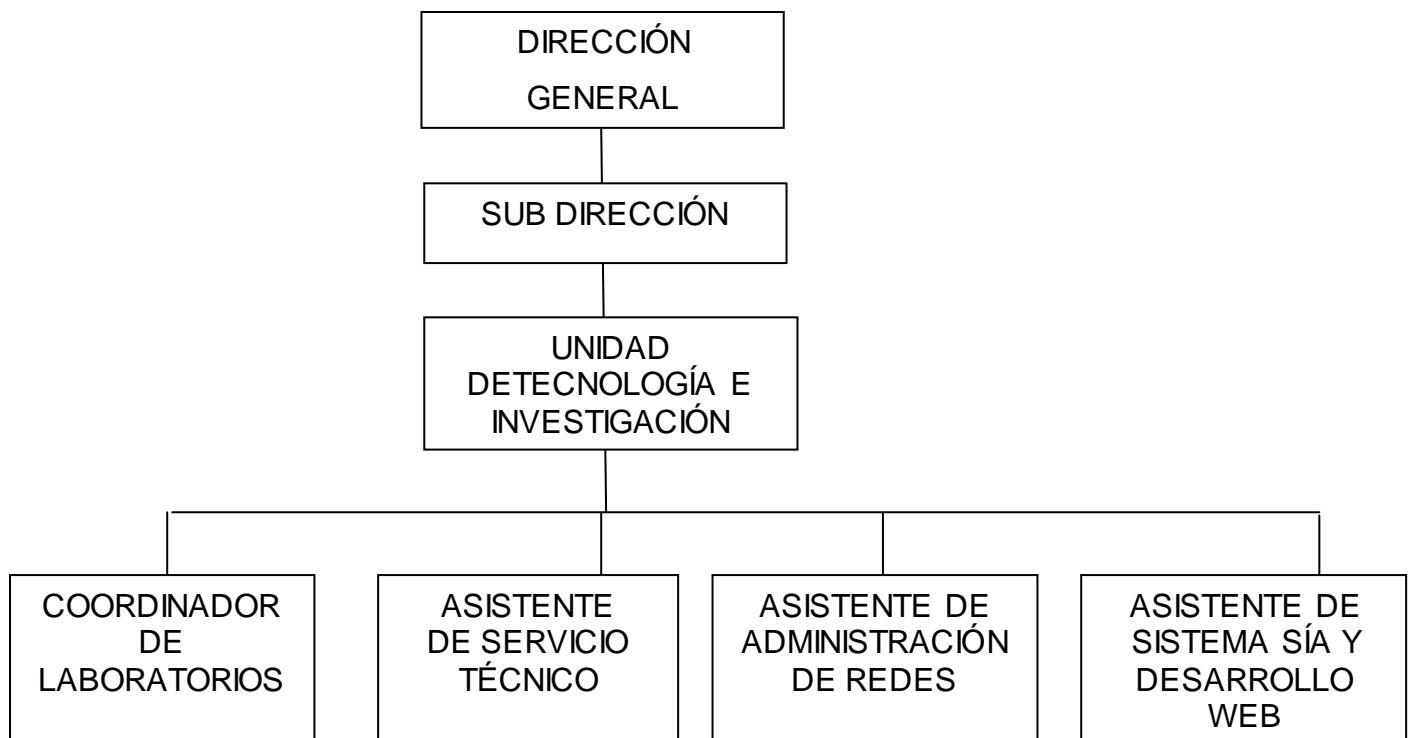 DIRECCIÓN
GENERAL
SUB DIRECCIÓN
UNIDAD
DETECNOLOGÍA E
INVESTIGACIÓN
COORDINADOR
DE
LABORATORIOS
ASISTENTE
DE SERVICIO
TÉCNICO
ASISTENTE DE
ADMINISTRACIÓN
DE REDES
ASISTENTE DE
SISTEMA SÍA Y
DESARROLLO
WEB